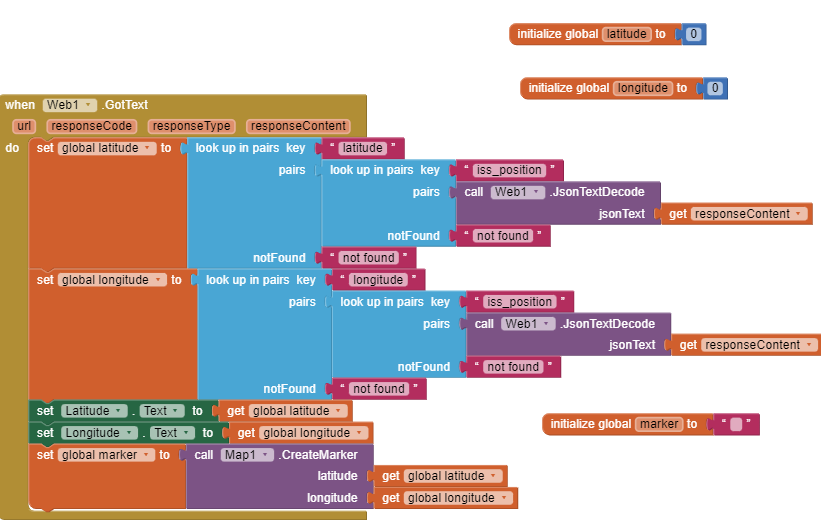 initialize global latitude to 0
initialize global longitude to 0
when Web1 .GotText
url responseCode responseType responseContent
do set global latitude to look up in pairs key " latitude "
pairs look up in pairs key " iss_position "
pairs call Web1 .JsonTextDecode
jsonText get responseContent
notFound " not found "
notFound " not found "
set global longitude to look up in pairs key " longitude "
pairs look up in pairs key " iss_position "
pairs call Web1 .JsonTextDecode
jsonText get responseContent
notFound " not found "
notFound " not found "
set Latitude . Text to get global latitude
set Longitude . Text to get global longitude
initialize global marker to " "
set global marker to call Map1 .CreateMarker
latitude get global latitude
longitude get global longitude